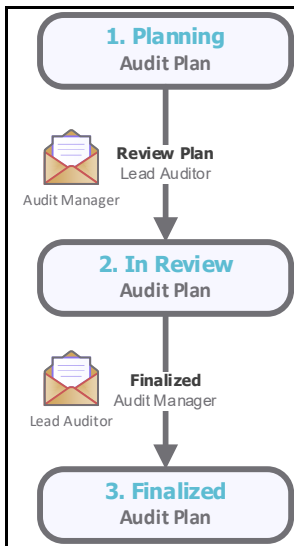 1. Planning
Audit Plan
Review Plan
Lead Auditor
Audit Manager
2. In Review
Audit Plan
Finalized
Audit Manager
Lead Auditor
3. Finalized
Audit Plan